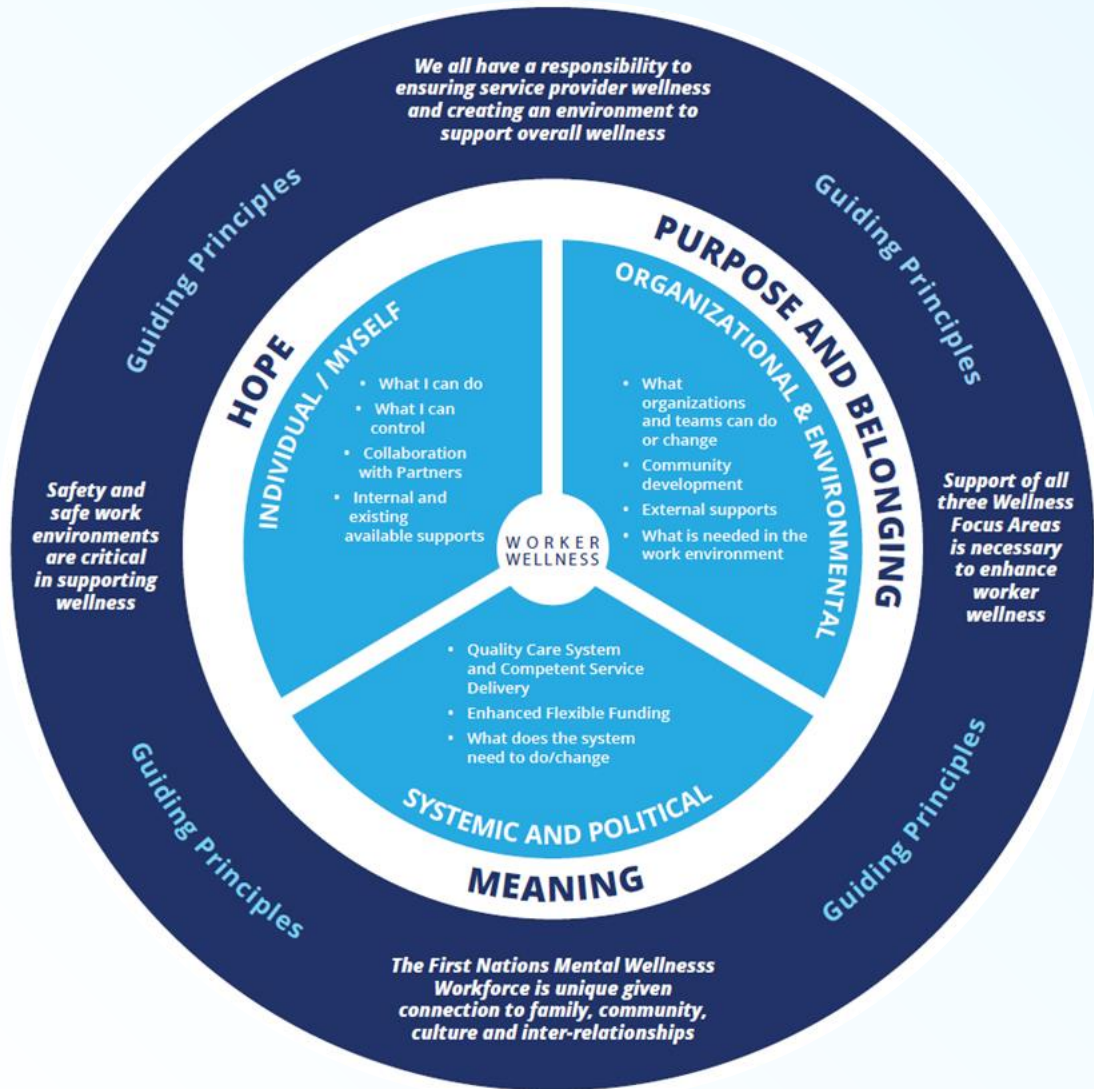 We all have a responsibility to
ensuring service provider wellness
and creating an environment to
support overall wellness
Guiding Principles
Guiding Principles
HOPE
PURPOSE AND BELONGING
INDIVIDUAL / MYSELF
• What I can do
• What I can
control
• Collaboration
with Partners
• Internal and
existing
available supports
ORGANIZATIONAL & ENVIRONMENTAL
• What
organizations
and teams can do
or change
• Community
development
• External supports
• What is needed in the
work environment
Safety and
safe work
environments
are critical
in supporting
wellness
WORKER
WELLNESS
Support of all
three Wellness
Focus Areas
is necessary
to enhance
worker
wellness
• Quality Care System
and Competent Service
Delivery
• Enhanced Flexible Funding
• What does the system
need to do/change
SYSTEMIC AND POLITICAL
MEANING
Guiding Principles
Guiding Principles
The First Nations Mental Wellnesss
Workforce is unique given
connection to family, community,
culture and inter-relationships